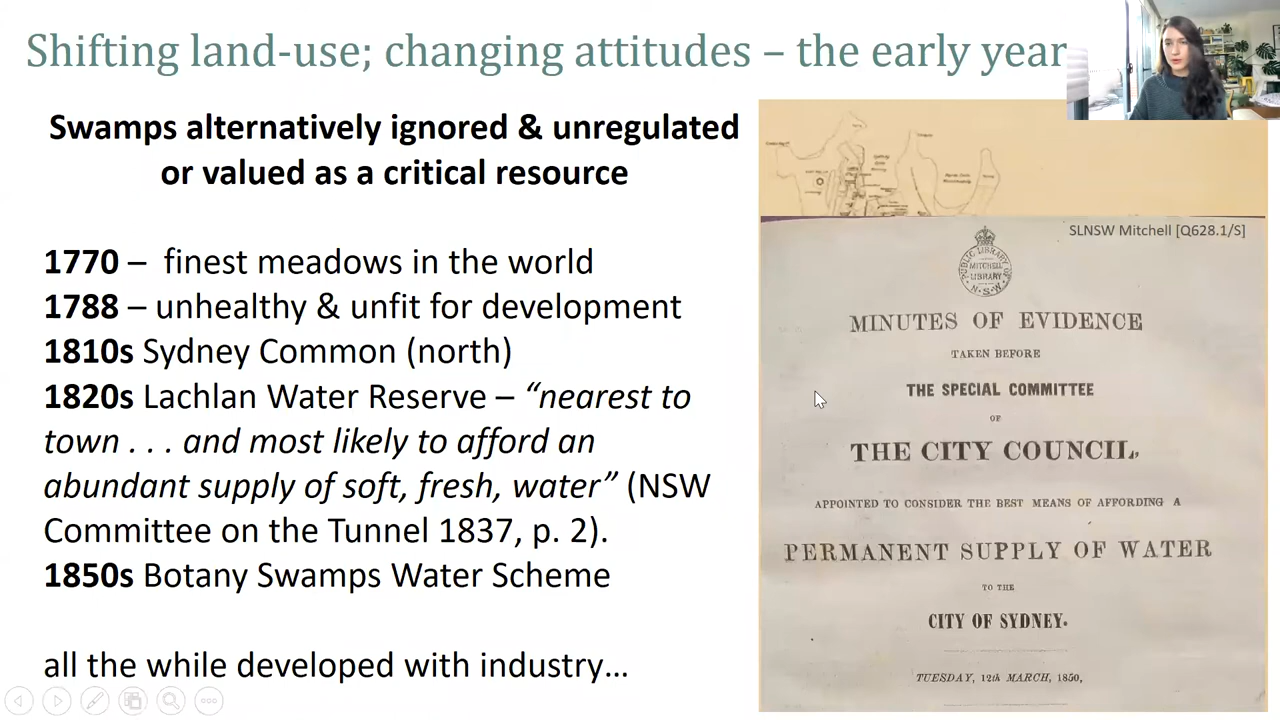 Shifting land-use; changing attitudes – the early year
Swamps alternatively ignored & unregulated
or valued as a critical resource
1770 – finest meadows in the world
1788 – unhealthy & unfit for development
1810s Sydney Common (north)
1820s Lachlan Water Reserve – “nearest to
town . . . and most likely to afford an
abundant supply of soft, fresh, water” (NSW
Committee on the Tunnel 1837, p. 2).
1850s Botany Swamps Water Scheme
all the while developed with industry...
SLNSW Mitchell [Q628.1/S]
PUBLIC LIBRARY OF
MITCHELL
LIBRARY
N.S.W.
MINUTES OF EVIDENCE
TAKEN BEFORE
THE SPECIAL COMMITTEE
OF
THE CITY COUNCIL,
APPOINTED TO CONSIDER THE BEST MEANS OF AFFORDING A
PERMANENT SUPPLY OF WATER
TO THE
CITY OF SYDNEY.
TUESDAY, 12th MARCH, 1850,